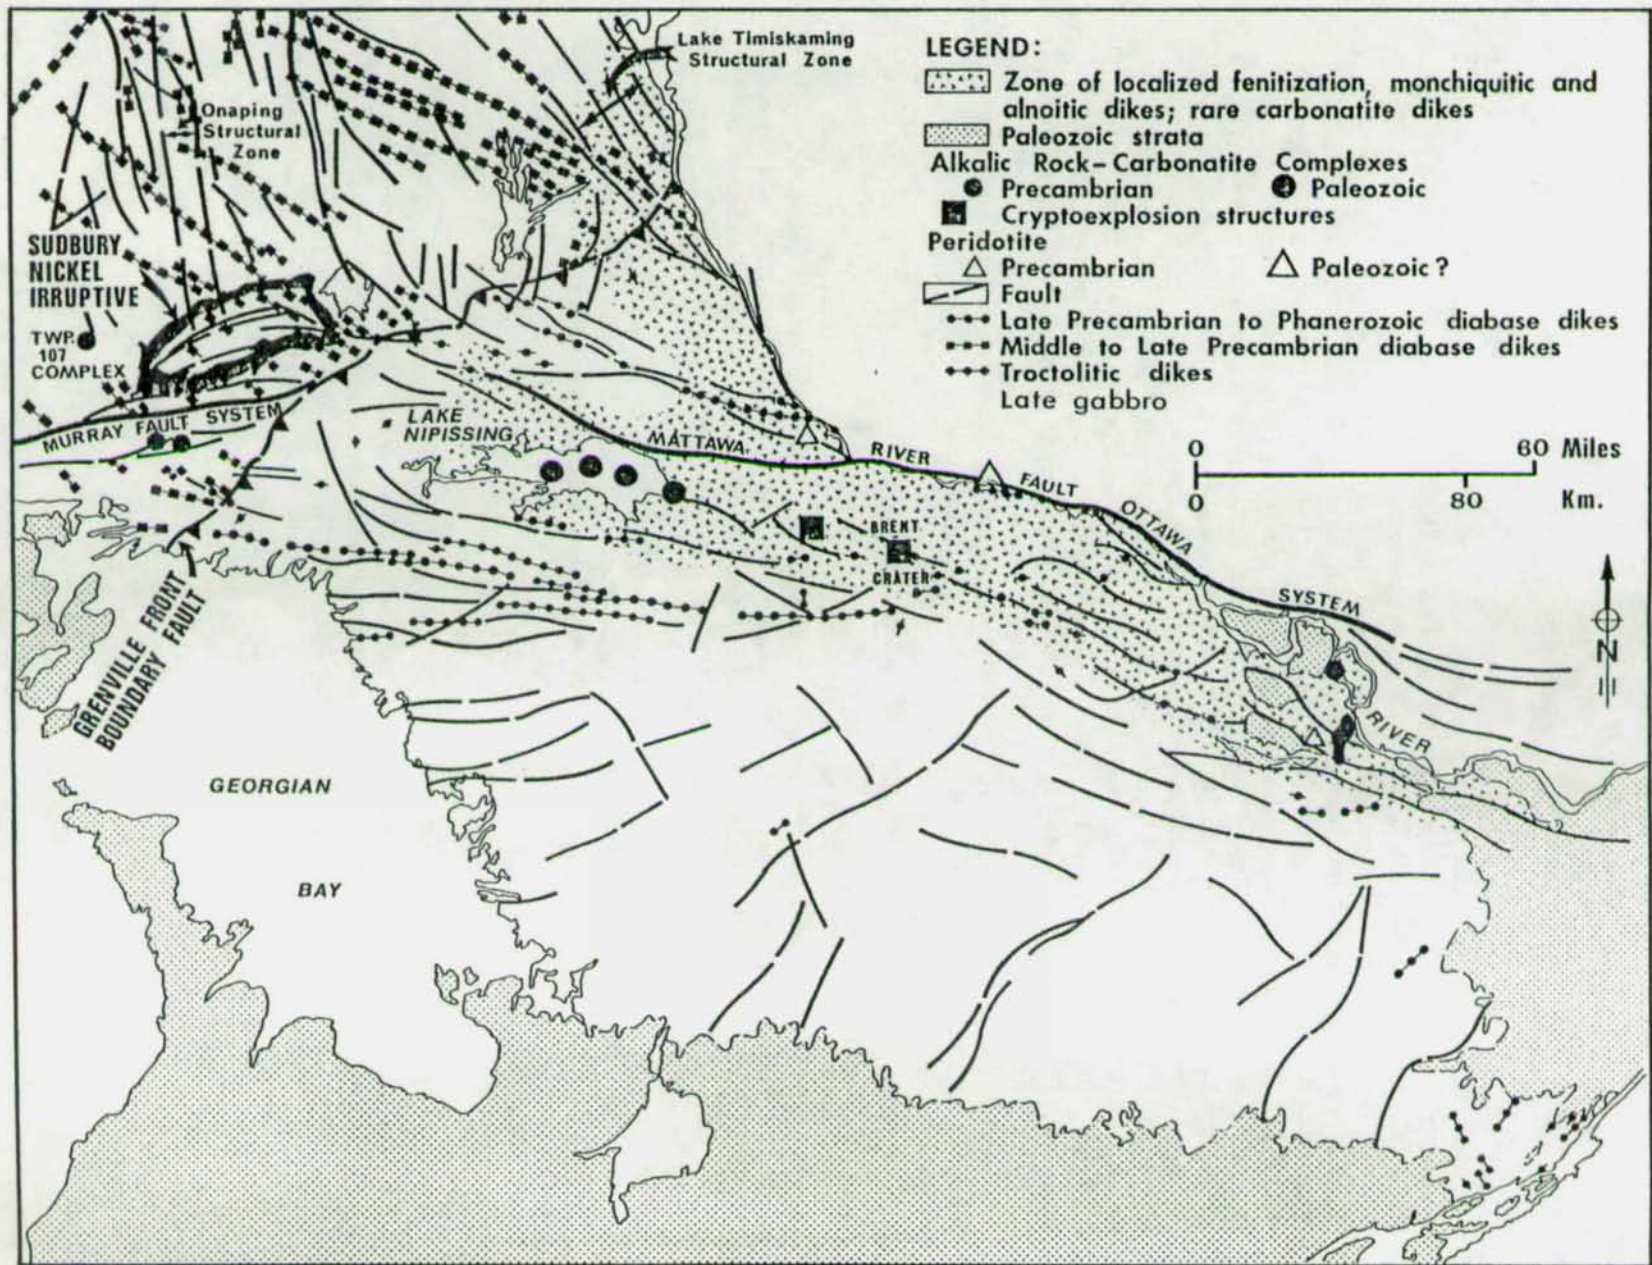 Lake Timiskaming
Structural Zone
Onaping
Structural
Zone
SUDBURY
NICKEL
IRRUPTIVE
TWP.
107
COMPLEX
MURRAY FAULT SYSTEM
LAKE
NIPISSING
MATTAWA RIVER FAULT
OTTAWA
SYSTEM
RIVER
BRENT
CRATER
GRENVILLE FRONT
BOUNDARY FAULT
GEORGIAN
BAY
LEGEND:
Zone of localized fenitization, monchiquitic and
alnoitic dikes; rare carbonatite dikes
Paleozoic strata
Alkalic Rock-Carbonatite Complexes
Precambrian Paleozoic
Cryptoexplosion structures
Peridotite
Precambrian Paleozoic ?
Fault
Late Precambrian to Phanerozoic diabase dikes
Middle to Late Precambrian diabase dikes
Troctolitic dikes
Late gabbro
0 60 Miles
0 80 Km.
N